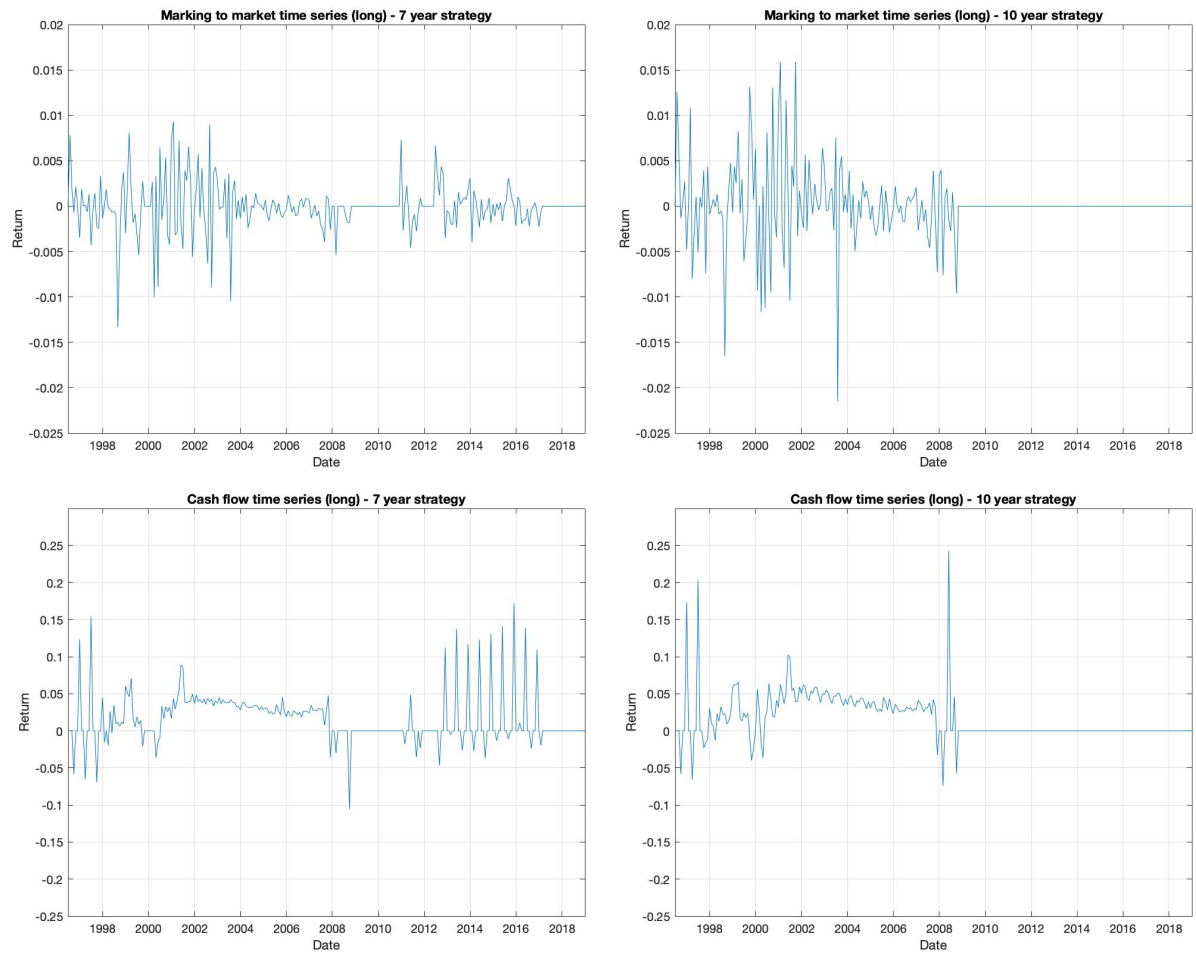 Marking to market time series (long) - 7 year strategy
0.02
0.015
0.01
0.005
0
-0.005
-0.01
-0.015
-0.02
-0.025
Return
1998 2000 2002 2004 2006 2008 2010 2012 2014 2016 2018
Date
Marking to market time series (long) - 10 year strategy
0.02
0.015
0.01
0.005
0
-0.005
-0.01
-0.015
-0.02
-0.025
Return
1998 2000 2002 2004 2006 2008 2010 2012 2014 2016 2018
Date
Cash flow time series (long) - 7 year strategy
0.25
0.2
0.15
0.1
0.05
0
-0.05
-0.1
-0.15
-0.2
-0.25
Return
1998 2000 2002 2004 2006 2008 2010 2012 2014 2016 2018
Date
Cash flow time series (long) - 10 year strategy
0.25
0.2
0.15
0.1
0.05
0
-0.05
-0.1
-0.15
-0.2
-0.25
Return
1998 2000 2002 2004 2006 2008 2010 2012 2014 2016 2018
Date